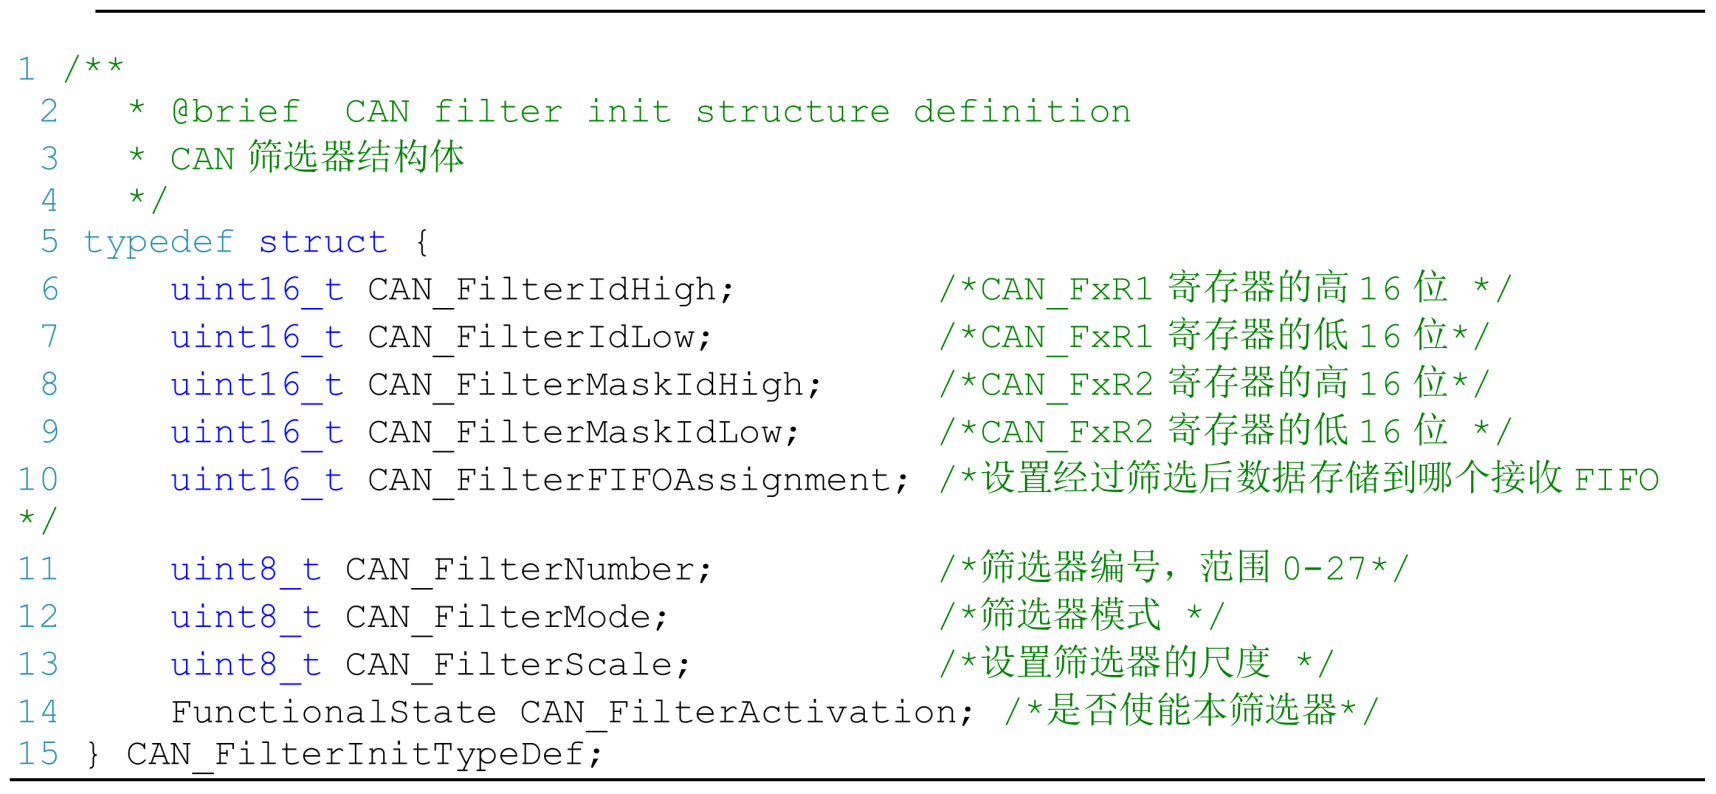 1 /**
2   * @brief  CAN filter init structure definition
3   * CAN 筛选器结构体
4   */
5 typedef struct {
6     uint16_t CAN_FilterIdHigh;         /*CAN_FxR1 寄存器的高 16 位 */
7     uint16_t CAN_FilterIdLow;          /*CAN_FxR1 寄存器的低 16 位*/
8     uint16_t CAN_FilterMaskIdHigh;     /*CAN_FxR2 寄存器的高 16 位*/
9     uint16_t CAN_FilterMaskIdLow;      /*CAN_FxR2 寄存器的低 16 位 */
10     uint16_t CAN_FilterFIFOAssignment; /*设置经过筛选后数据存储到哪个接收 FIFO
*/
11     uint8_t CAN_FilterNumber;          /*筛选器编号，范围 0-27*/
12     uint8_t CAN_FilterMode;            /*筛选器模式 */
13     uint8_t CAN_FilterScale;           /*设置筛选器的尺度 */
14     FunctionalState CAN_FilterActivation; /*是否使能本筛选器*/
15 } CAN_FilterInitTypeDef;